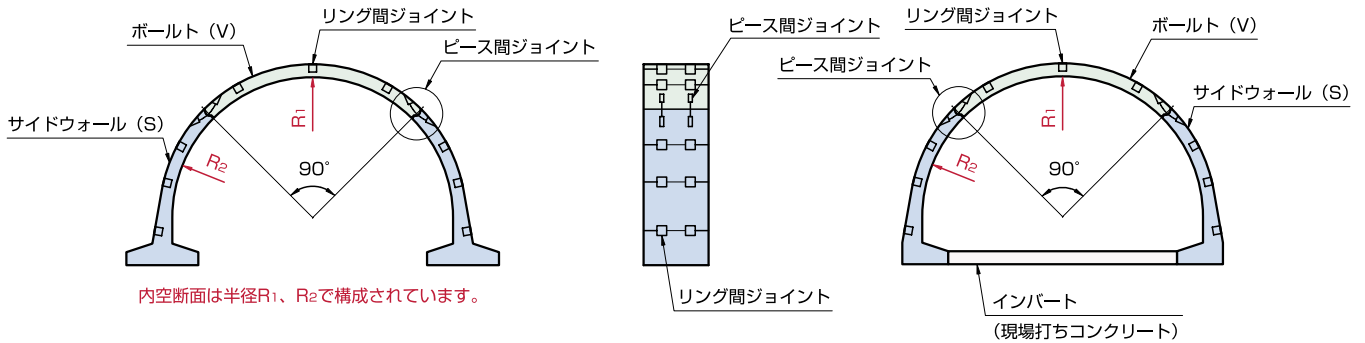 リング間ジョイント
ボールト（V）
ピース間ジョイント
サイドウォール（S）
R1
R2
90°
内空断面は半径R1、R2で構成されています。
ピース間ジョイント
リング間ジョイント
リング間ジョイント
ボールト（V）
ピース間ジョイント
サイドウォール（S）
R1
R2
90°
インバート
（現場打ちコンクリート）